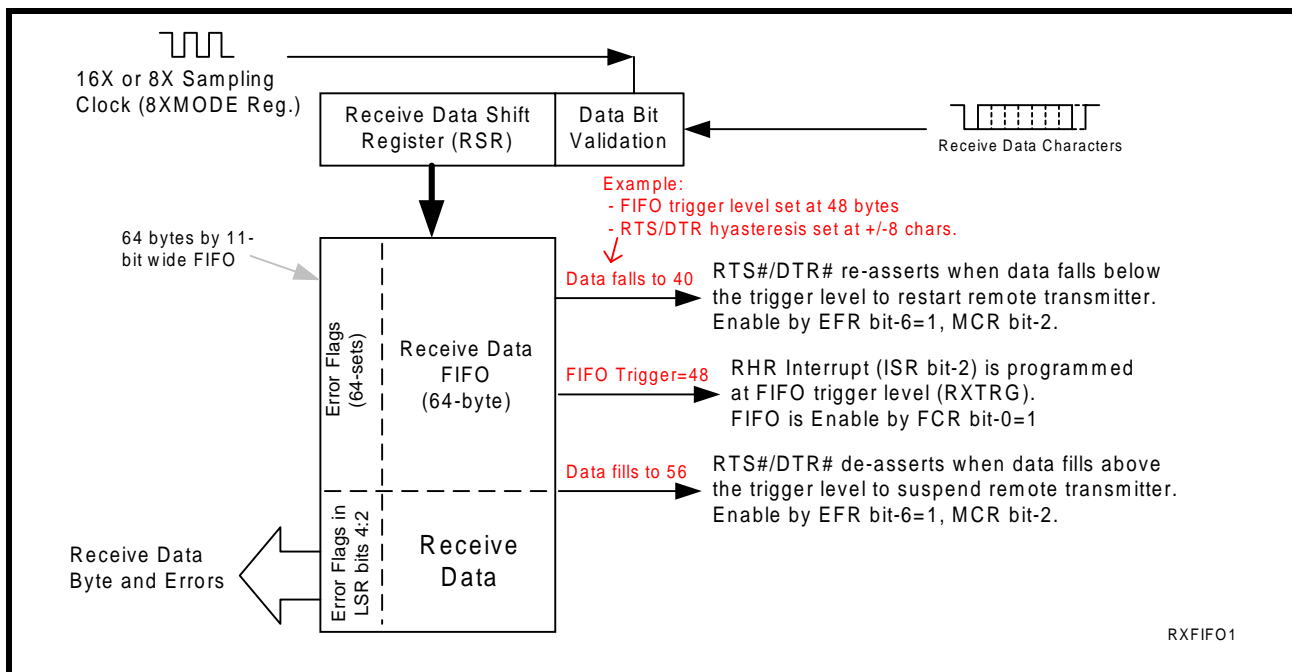 16X or 8X Sampling
Clock (8XMODE Reg.)
Receive Data Shift
Register (RSR)
Data Bit
Validation
Receive Data Characters
Example:
- FIFO trigger level set at 48 bytes
- RTS/DTR hyasteresis set at +/-8 chars.
64 bytes by 11-
bit wide FIFO
Data falls to 40
RTS#/DTR# re-asserts when data falls below
the trigger level to restart remote transmitter.
Enable by EFR bit-6=1, MCR bit-2.
Error Flags
(64-sets)
Receive Data
FIFO
(64-byte)
FIFO Trigger=48
RHR Interrupt (ISR bit-2) is programmed
at FIFO trigger level (RXTRG).
FIFO is Enable by FCR bit-0=1
Data fills to 56
RTS#/DTR# de-asserts when data fills above
the trigger level to suspend remote transmitter.
Enable by EFR bit-6=1, MCR bit-2.
Error Flags in
LSR bits 4:2
Receive
Data
Receive Data
Byte and Errors
RXFIFO1